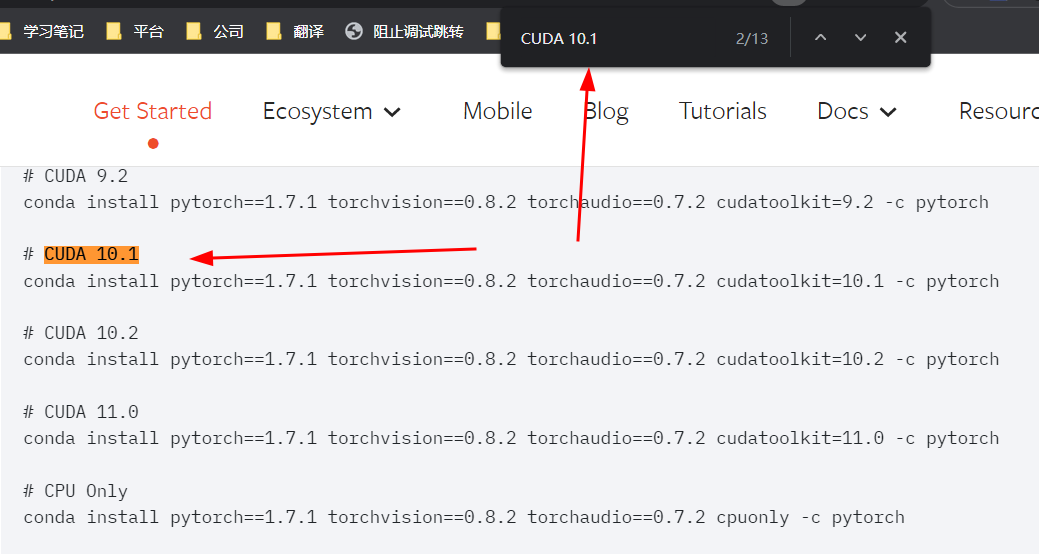 学习笔记 平台 公司 翻译 阻止调试跳转
CUDA 10.1 2/13
Get Started Ecosystem Mobile Blog Tutorials Docs Resourc
# CUDA 9.2
conda install pytorch==1.7.1 torchvision==0.8.2 torchaudio==0.7.2 cudatoolkit=9.2 -c pytorch
# CUDA 10.1
conda install pytorch==1.7.1 torchvision==0.8.2 torchaudio==0.7.2 cudatoolkit=10.1 -c pytorch
# CUDA 10.2
conda install pytorch==1.7.1 torchvision==0.8.2 torchaudio==0.7.2 cudatoolkit=10.2 -c pytorch
# CUDA 11.0
conda install pytorch==1.7.1 torchvision==0.8.2 torchaudio==0.7.2 cudatoolkit=11.0 -c pytorch
# CPU Only
conda install pytorch==1.7.1 torchvision==0.8.2 torchaudio==0.7.2 cpuonly -c pytorch